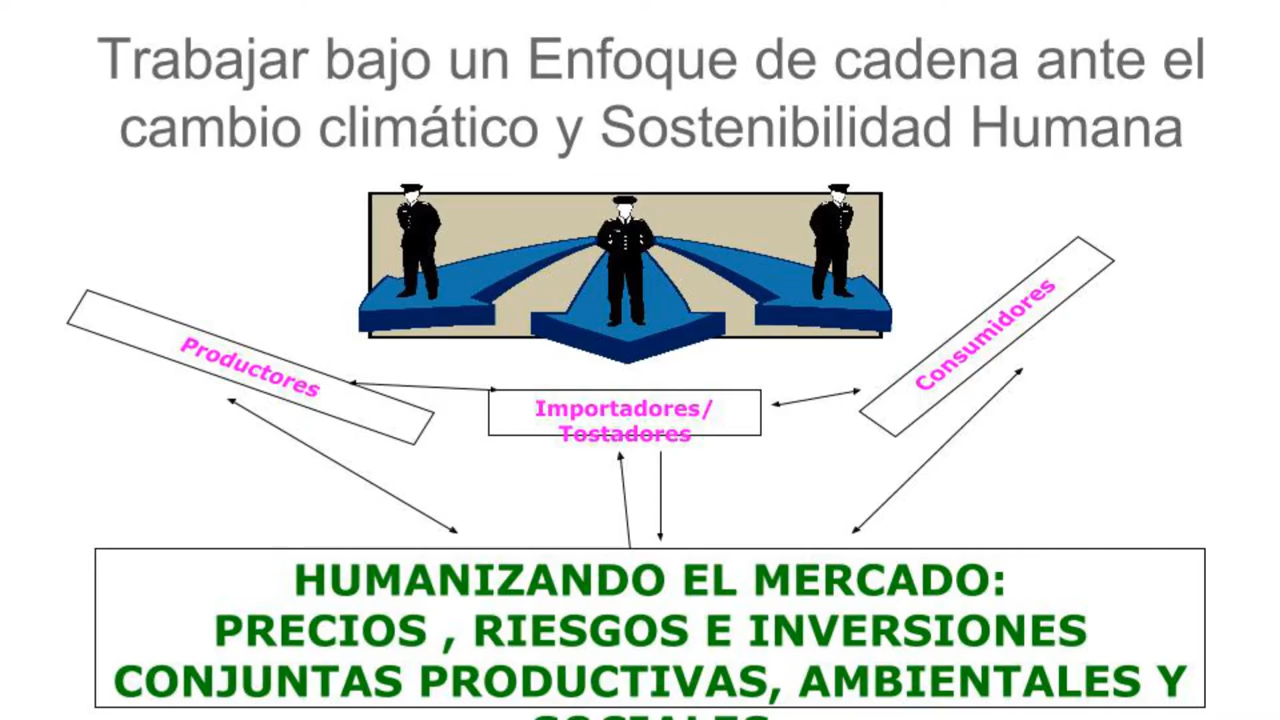 Trabajar bajo un Enfoque de cadena ante el
cambio climático y Sostenibilidad Humana
Productores
Importadores/
Tostadores
Consumidores
HUMANIZANDO EL MERCADO:
PRECIOS , RIESGOS E INVERSIONES
CONJUNTAS PRODUCTIVAS, AMBIENTALES Y
SOCIALES